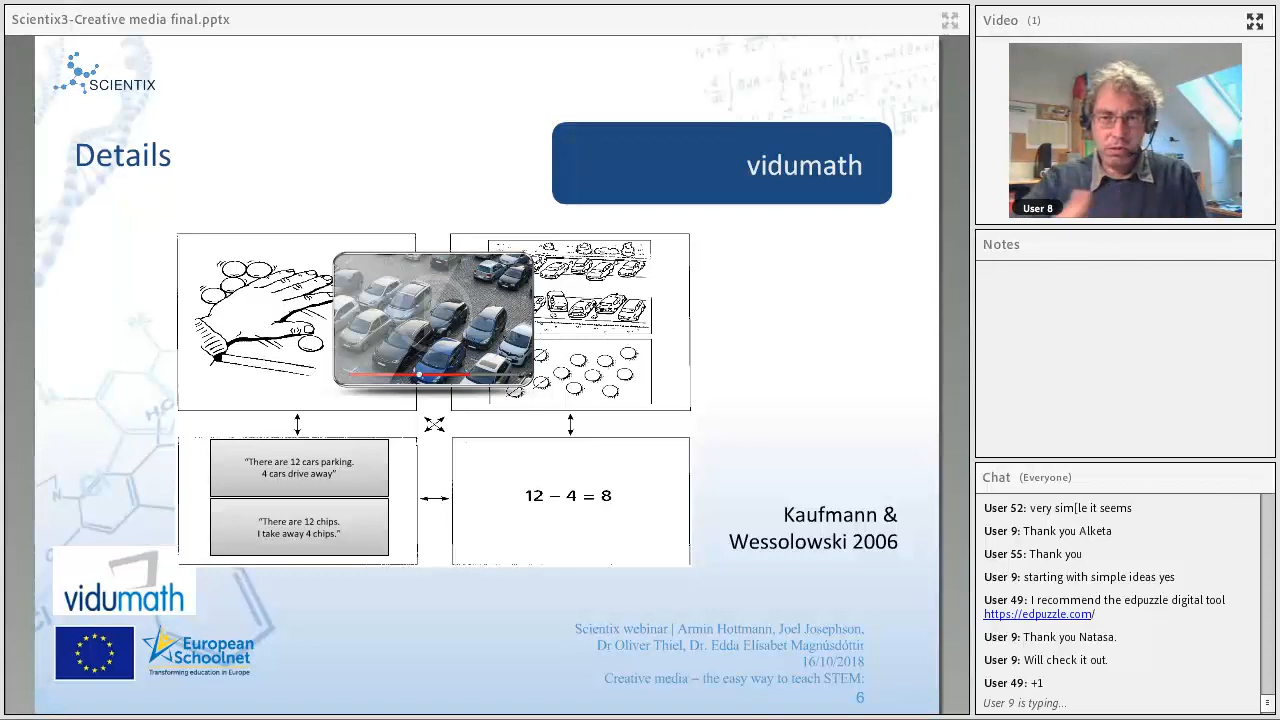 Scientix3-Creative media final.pptx
SCIENTIX
Details
vidumath
"There are 12 cars parking.
4 cars drive away"
"There are 12 chips.
I take away 4 chips."
12 − 4 = 8
Kaufmann &
Wessolowski 2006
vidumath
European
Schoolnet
Transforming education in Europe
Scientix webinar | Armin Hottmann, Joel Josephson,
Dr Oliver Thiel, Dr. Edda Elísabet Magnúsdóttir
16/10/2018
Creative media – the easy way to teach STEM:
6
Video (1)
User 8
Notes
Chat (Everyone)
User 52: very sim[le it seems
User 9: Thank you Alketa
User 55: Thank you
User 9: starting with simple ideas yes
User 49: I recommend the edpuzzle digital tool
https://edpuzzle.com/
User 9: Thank you Natasa.
User 9: Will check it out.
User 49: +1
User 9 is typing...